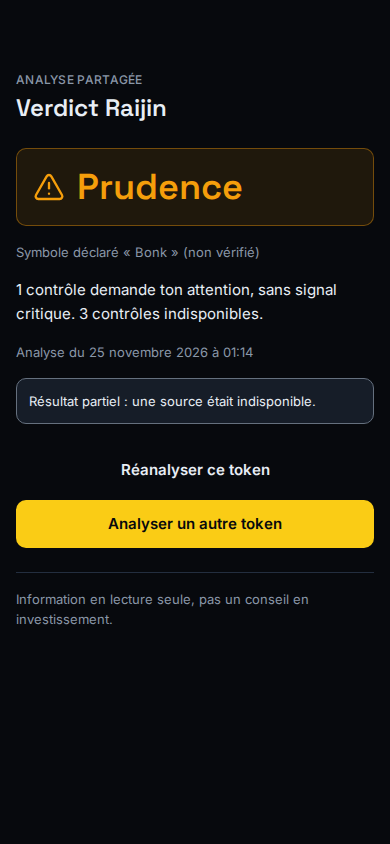 ANALYSE PARTAGÉE
Verdict Raijin
Prudence
Symbole déclaré « Bonk » (non vérifié)
1 contrôle demande ton attention, sans signal
critique. 3 contrôles indisponibles.
Analyse du 25 novembre 2026 à 01:14
Résultat partiel : une source était indisponible.
Réanalyser ce token
Analyser un autre token
Information en lecture seule, pas un conseil en
investissement.